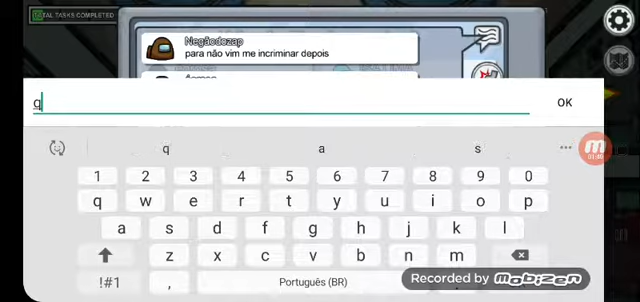 TAL TASKS COMPLETED
Negãodozap
para não vim me incriminar depois
q
OK
q a s
1 2 3 4 5 6 7 8 9 0
q w e r t y u i o p
a s d f g h j k l
z x c v b n m
!#1 , Português (BR) .
M
Recorded by MOBIZEN